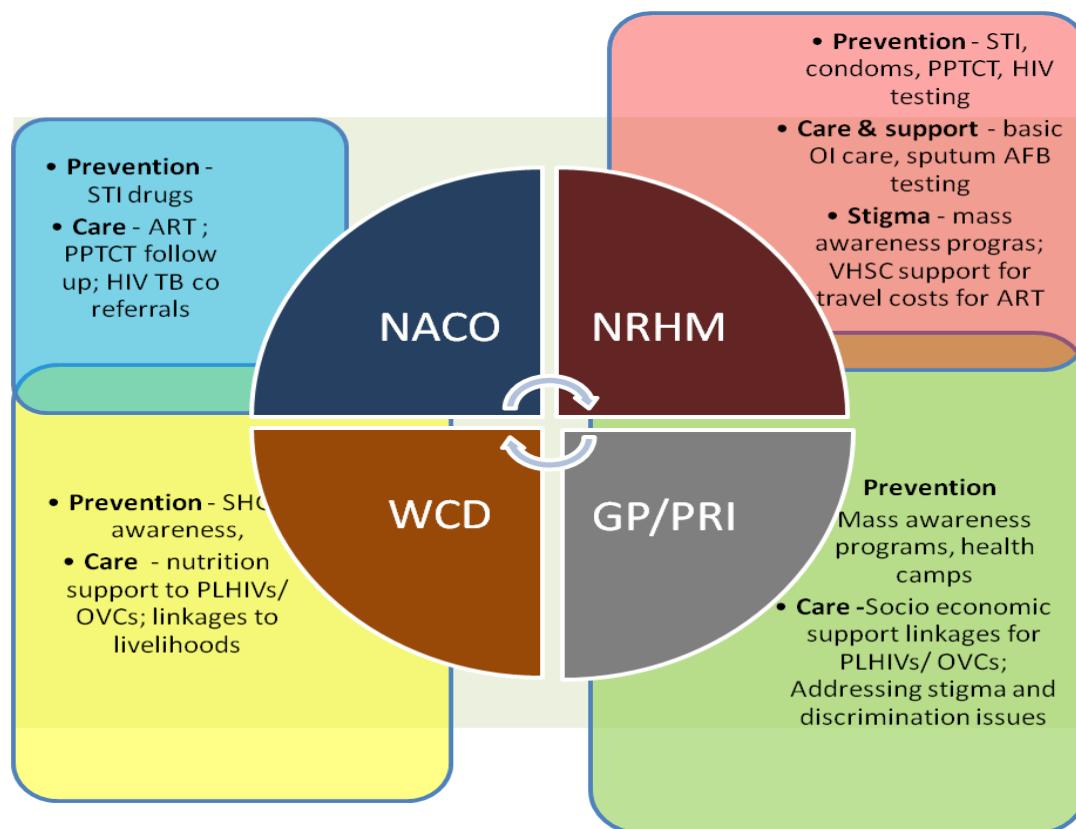 • Prevention -
STI drugs
• Care - ART ;
PPTCT follow
up; HIV TB co
referrals
• Prevention - STI,
condoms, PPTCT, HIV
testing
• Care & support - basic
OI care, sputum AFB
testing
• Stigma - mass
awareness progras;
VHSC support for
travel costs for ART
NACO
NRHM
WCD
GP/PRI
• Prevention -
awareness,
• Care - nutrition
support to PLHIVs/
OVCs; linkages to
livelihoods
Prevention
Mass awareness
programs, health
camps
• Care -Socio economic
support linkages for
PLHIVs/ OVCs;
Addressing stigma and
discrimination issues